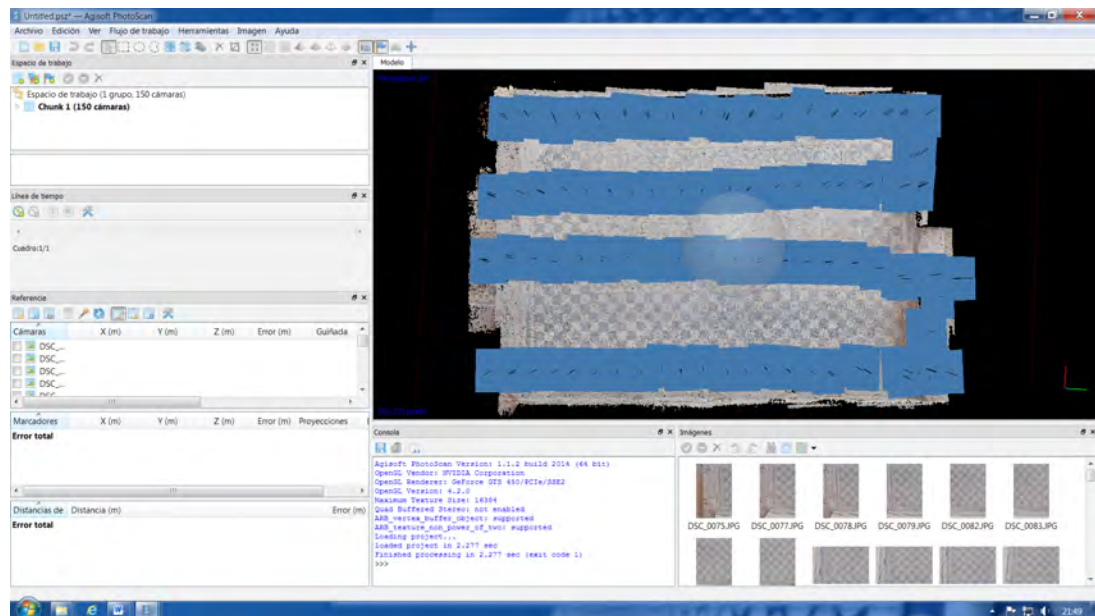 Untitled.psz* — Agisoft PhotoScan
Archivo Edición Ver Flujo de trabajo Herramientas Imagen Ayuda
Espacio de trabajo
Espacio de trabajo (1 grupo, 150 cámaras)
Chunk 1 (150 cámaras)
Línea de tiempo
Cuadro:1/1
Referencia
Cámaras X (m) Y (m) Z (m) Error (m) Guiñada
DSC_...
DSC_...
DSC_...
DSC_...
Marcadores X (m) Y (m) Z (m) Error (m) Proyecciones
Error total
Distancias de Distancia (m) Error (m)
Error total
Modelo
Consola
Agisoft PhotoScan Version: 1.1.2 build 2014 (64 bit)
OpenGL Vendor: NVIDIA Corporation
OpenGL Renderer: GeForce GTS 450/PCIe/SSE2
OpenGL Version: 4.2.0
Maximum Texture Size: 16384
Quad Buffered Stereo: not enabled
ARB_vertex_buffer_object: supported
ARB_texture_non_power_of_two: supported
Loading project...
loaded project in 2.277 sec
Finished processing in 2.277 sec (exit code 1)
>>>
Imágenes
DSC_0075.JPG DSC_0077.JPG DSC_0078.JPG DSC_0079.JPG DSC_0082.JPG DSC_0083.JPG
21:49